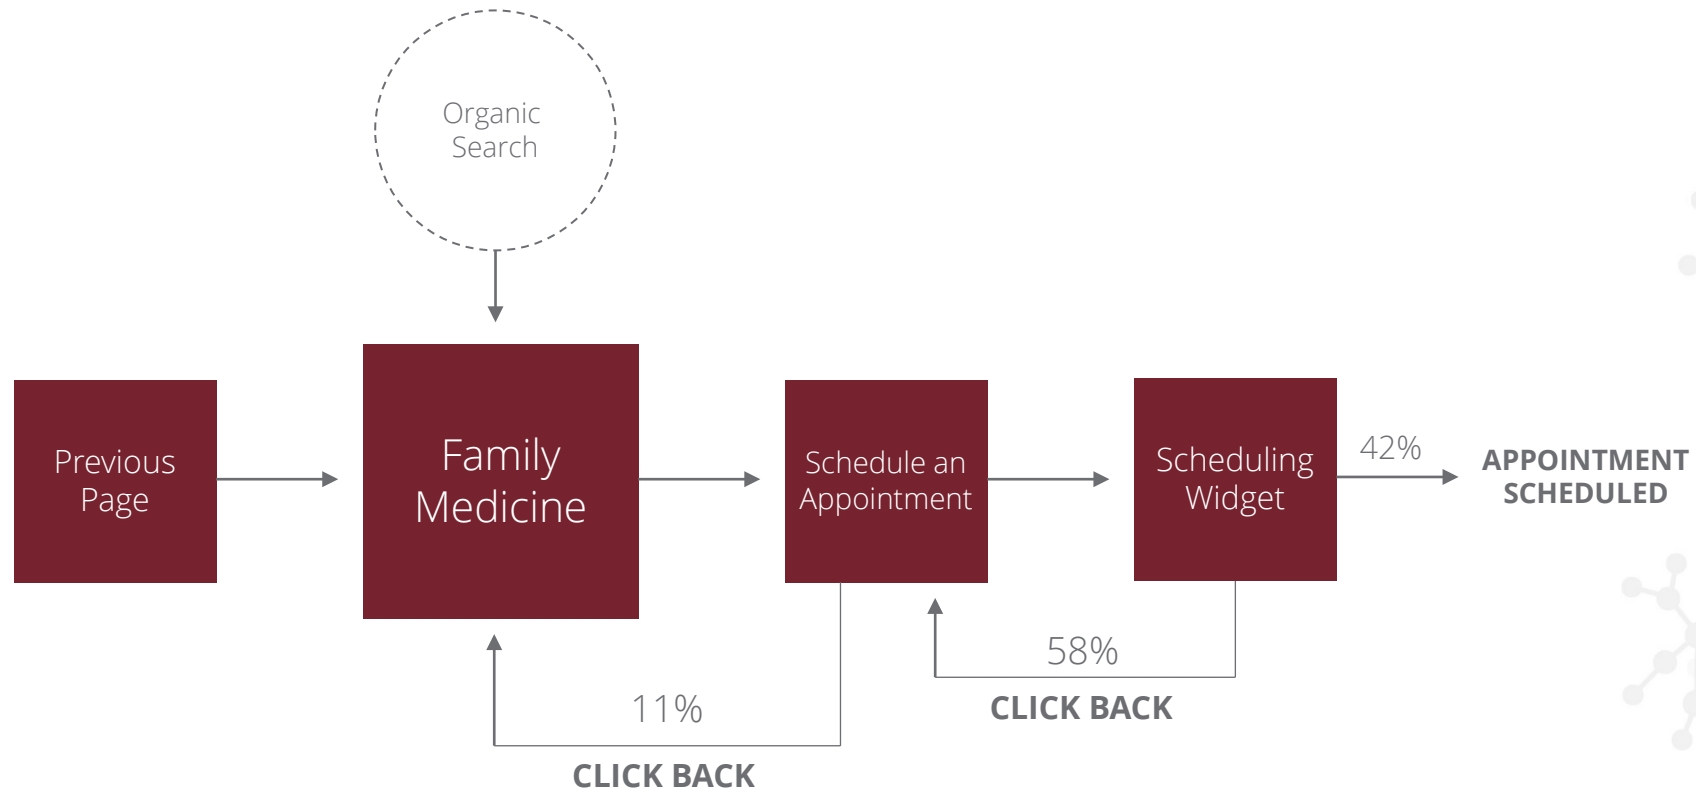 Organic
Search
Previous
Page
Family
Medicine
Schedule an
Appointment
Scheduling
Widget
42%
APPOINTMENT
SCHEDULED
58%
CLICK BACK
11%
CLICK BACK